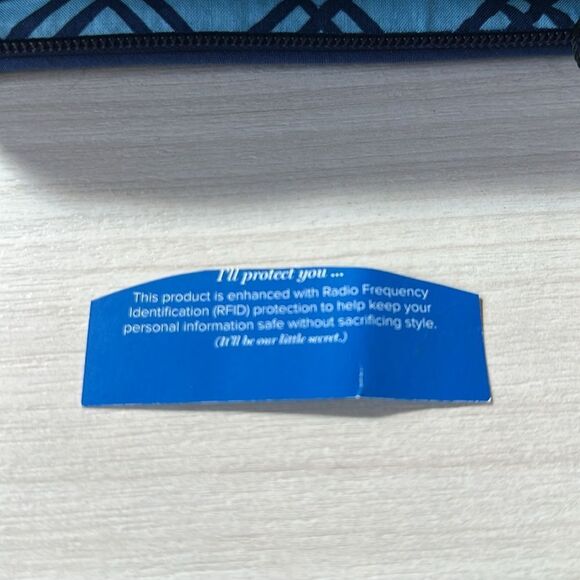 I'll protect you ...
This product is enhanced with Radio Frequency
Identification (RFID) protection to help keep your
personal information safe without sacrificing style.
(It'll be our little secret.)